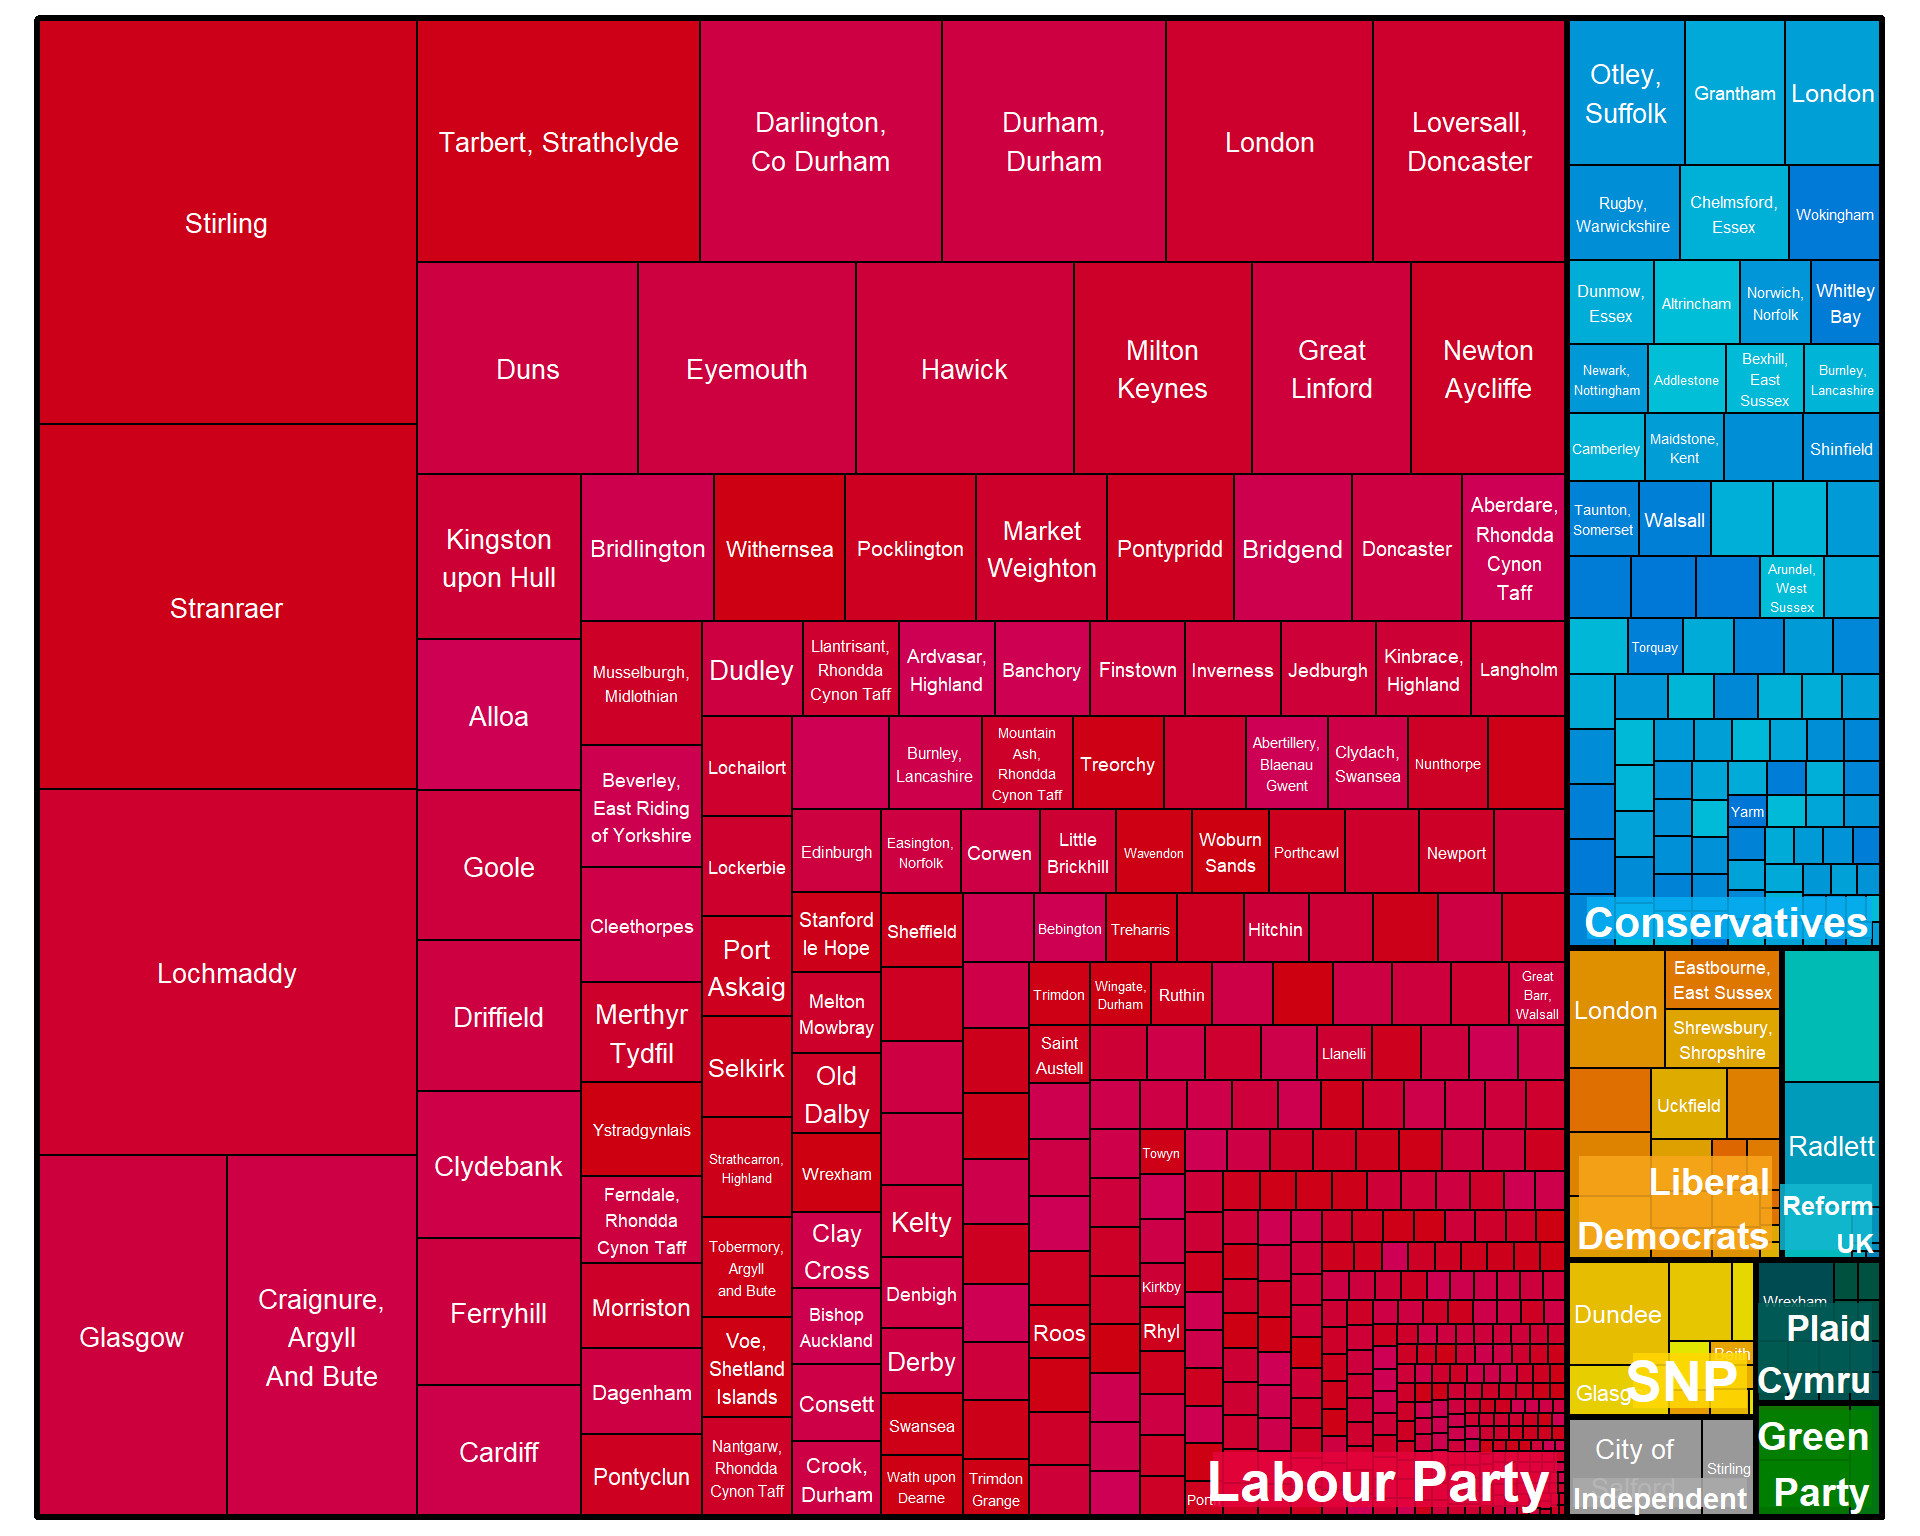 Stirling
Tarbert, Strathclyde
Darlington,
Co Durham
Durham,
Durham
London
Loversall,
Doncaster
Duns
Eyemouth
Hawick
Milton
Keynes
Great
Linford
Newton
Aycliffe
Stranraer
Lochmaddy
Glasgow
Craignure,
Argyll
And Bute
Kingston
upon Hull
Bridlington
Withernsea
Pocklington
Market
Weighton
Pontypridd
Bridgend
Doncaster
Aberdare,
Rhondda
Cynon
Taff
Alloa
Goole
Driffield
Clydebank
Ferryhill
Cardiff
Musselburgh,
Midlothian
Beverley,
East Riding
of Yorkshire
Cleethorpes
Merthyr
Tydfil
Ystradgynlais
Ferndale,
Rhondda
Cynon Taff
Morriston
Dagenham
Pontyclun
Dudley
Llantrisant,
Rhondda
Cynon Taff
Ardvasar,
Highland
Banchory
Finstown
Inverness
Jedburgh
Kinbrace,
Highland
Langholm
Lochailort
Lockerbie
Port
Askaig
Selkirk
Strathcarron,
Highland
Tobermory,
Argyll
and Bute
Voe,
Shetland
Islands
Nantgarw,
Rhondda
Cynon Taff
Burnley,
Lancashire
Mountain
Ash,
Rhondda
Cynon Taff
Treorchy
Abertillery,
Blaenau
Gwent
Clydach,
Swansea
Nunthorpe
Edinburgh
Easington,
Norfolk
Corwen
Little
Brickhill
Wavendon
Woburn
Sands
Porthcawl
Newport
Stanford
le Hope
Melton
Mowbray
Old
Dalby
Wrexham
Clay
Cross
Bishop
Auckland
Consett
Crook,
Durham
Sheffield
Bebington
Treharris
Hitchin
Kelty
Denbigh
Derby
Swansea
Wath upon
Dearne
Trimdon
Grange
Trimdon
Wingate,
Durham
Ruthin
Great
Barr,
Walsall
Saint
Austell
Llanelli
Roos
Towyn
Kirkby
Rhyl
Labour Party
Otley,
Suffolk
Grantham
London
Rugby,
Warwickshire
Chelmsford,
Essex
Wokingham
Dunmow,
Essex
Altrincham
Norwich,
Norfolk
Whitley
Bay
Newark,
Nottingham
Addlestone
Bexhill,
East
Sussex
Burnley,
Lancashire
Camberley
Maidstone,
Kent
Shinfield
Taunton,
Somerset
Walsall
Arundel,
West
Sussex
Torquay
Yarm
Conservatives
London
Eastbourne,
East Sussex
Shrewsbury,
Shropshire
Uckfield
Liberal
Democrats
Radlett
Reform
UK
Dundee
Beith
Glasg
SNP
Wrexham
Plaid
Cymru
City of
Salford
Stirling
Independent
Green
Party